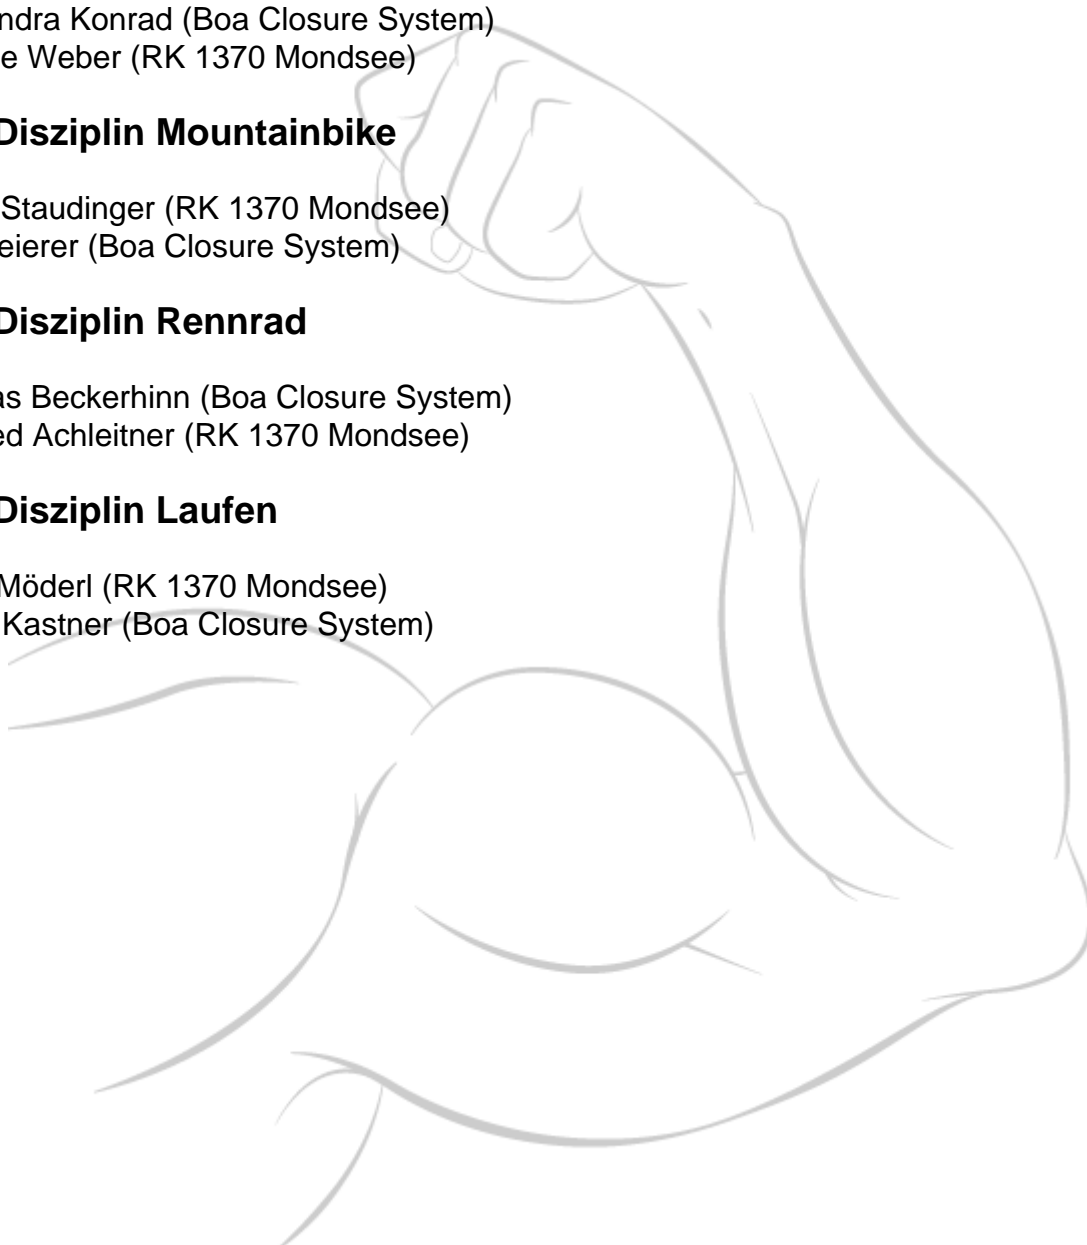 ndra Konrad (Boa Closure System)
e Weber (RK 1370 Mondsee)
Disziplin Mountainbike
Staudinger (RK 1370 Mondsee)
eierer (Boa Closure System)
Disziplin Rennrad
as Beckerhinn (Boa Closure System)
ed Achleitner (RK 1370 Mondsee)
Disziplin Laufen
Möderl (RK 1370 Mondsee)
Kastner (Boa Closure System)